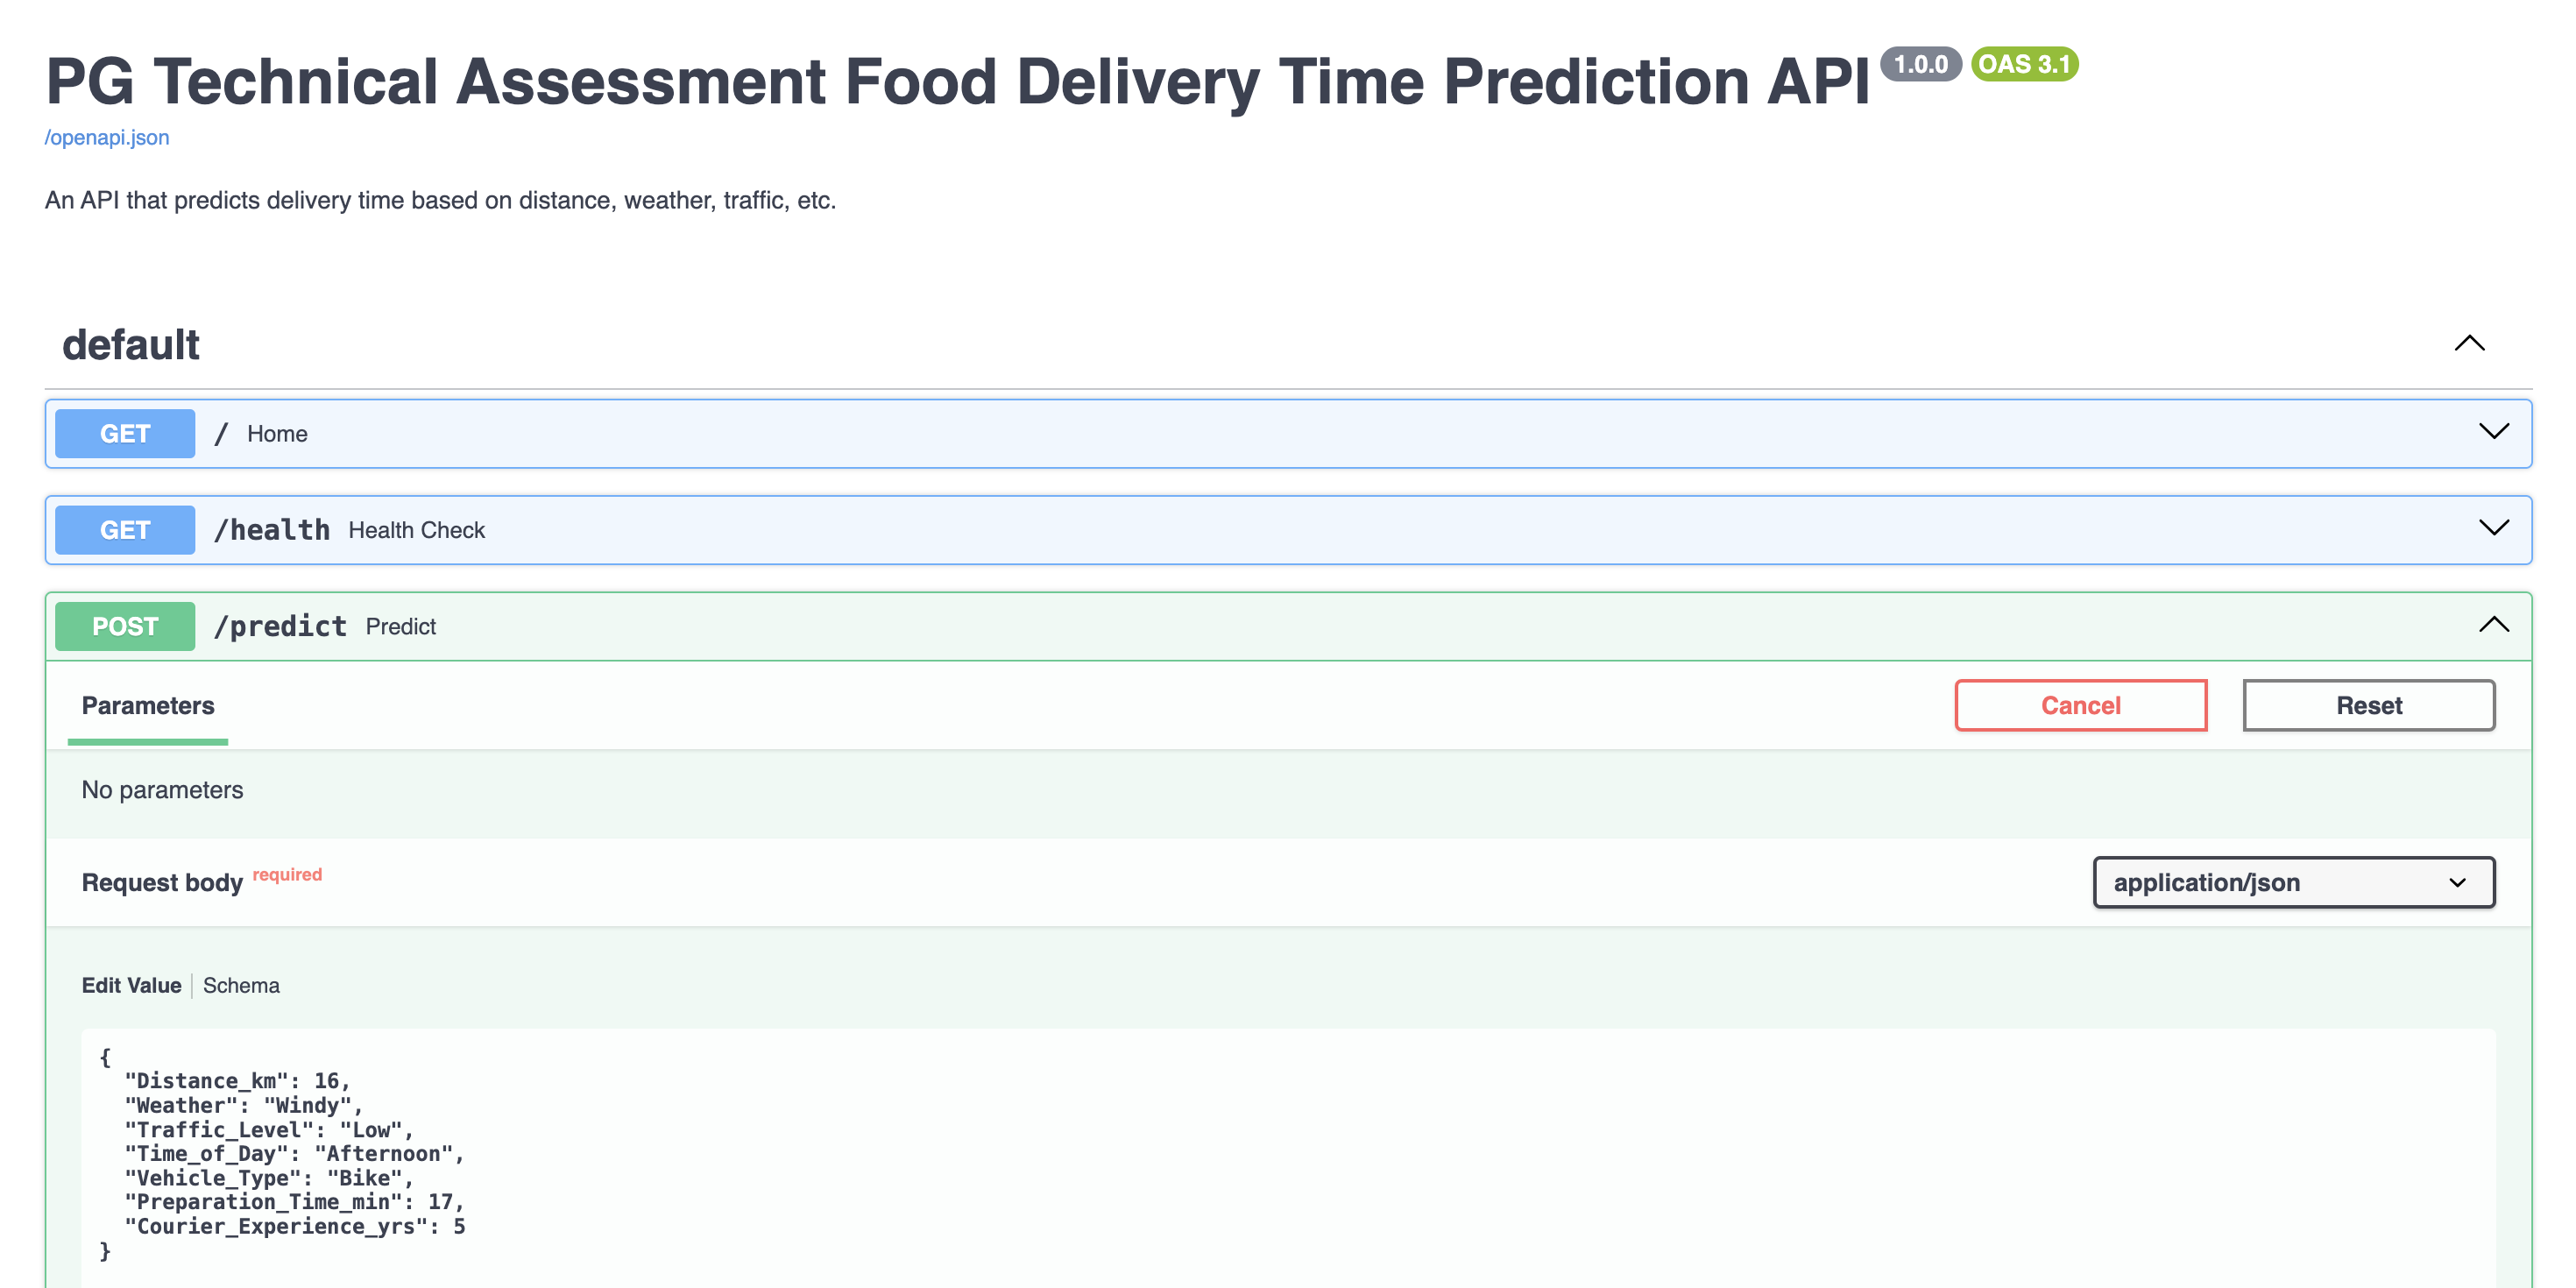 PG Technical Assessment Food Delivery Time Prediction API 1.0.0 OAS 3.1
/openapi.json
An API that predicts delivery time based on distance, weather, traffic, etc.
default
GET / Home
GET /health Health Check
POST /predict Predict
Parameters Cancel Reset
No parameters
Request body required application/json
Edit Value Schema
{
"Distance_km": 16,
"Weather": "Windy",
"Traffic_Level": "Low",
"Time_of_Day": "Afternoon",
"Vehicle_Type": "Bike",
"Preparation_Time_min": 17,
"Courier_Experience_yrs": 5
}